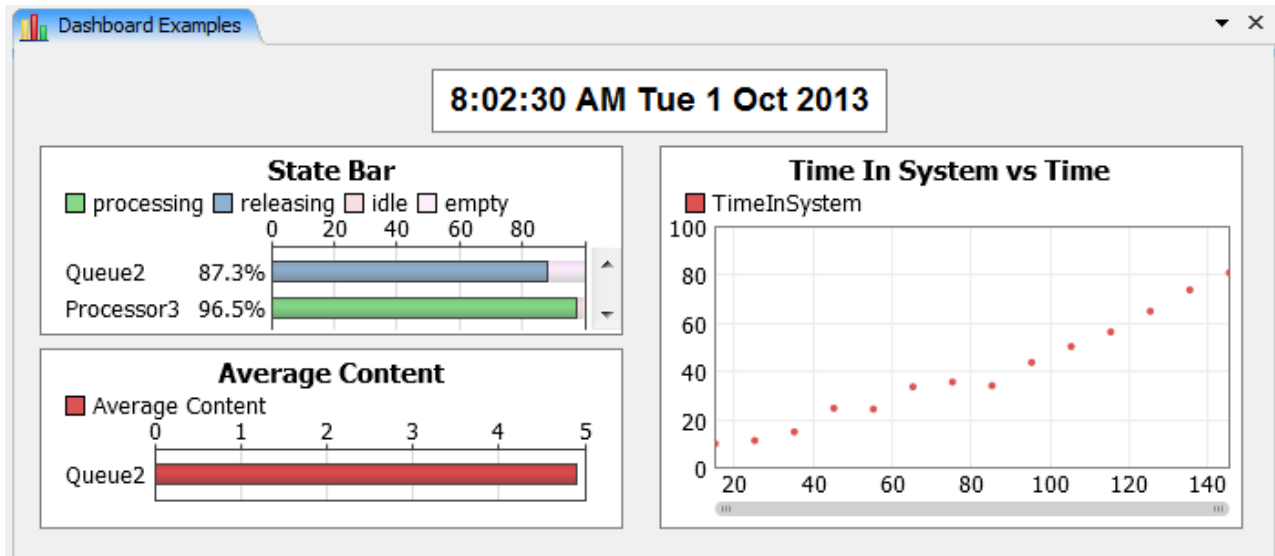 Dashboard Examples
8:02:30 AM Tue 1 Oct 2013
State Bar
processing releasing idle empty
0 20 40 60 80
Queue2 87.3%
Processor3 96.5%
Average Content
Average Content
0 1 2 3 4 5
Queue2
Time In System vs Time
TimeInSystem
100
80
60
40
20
0
20 40 60 80 100 120 140